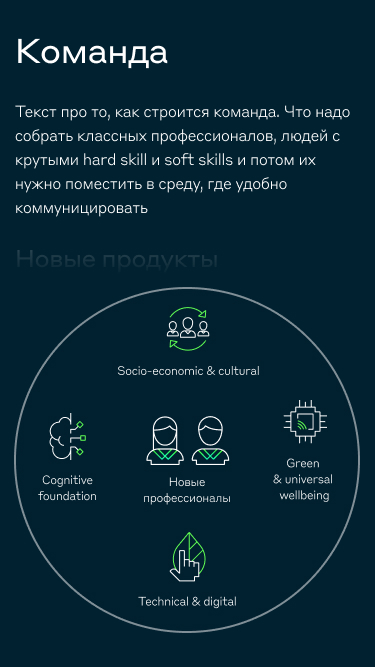 Команда
Текст про то, как строится команда. Что надо
собрать классных профессионалов, людей с
крутыми hard skill и soft skills и потом их
нужно поместить в среду, где удобно
коммуницировать
Новые продукты
Socio-economic & cultural
Cognitive
foundation
Новые
профессионалы
Green
& universal
wellbeing
Technical & digital